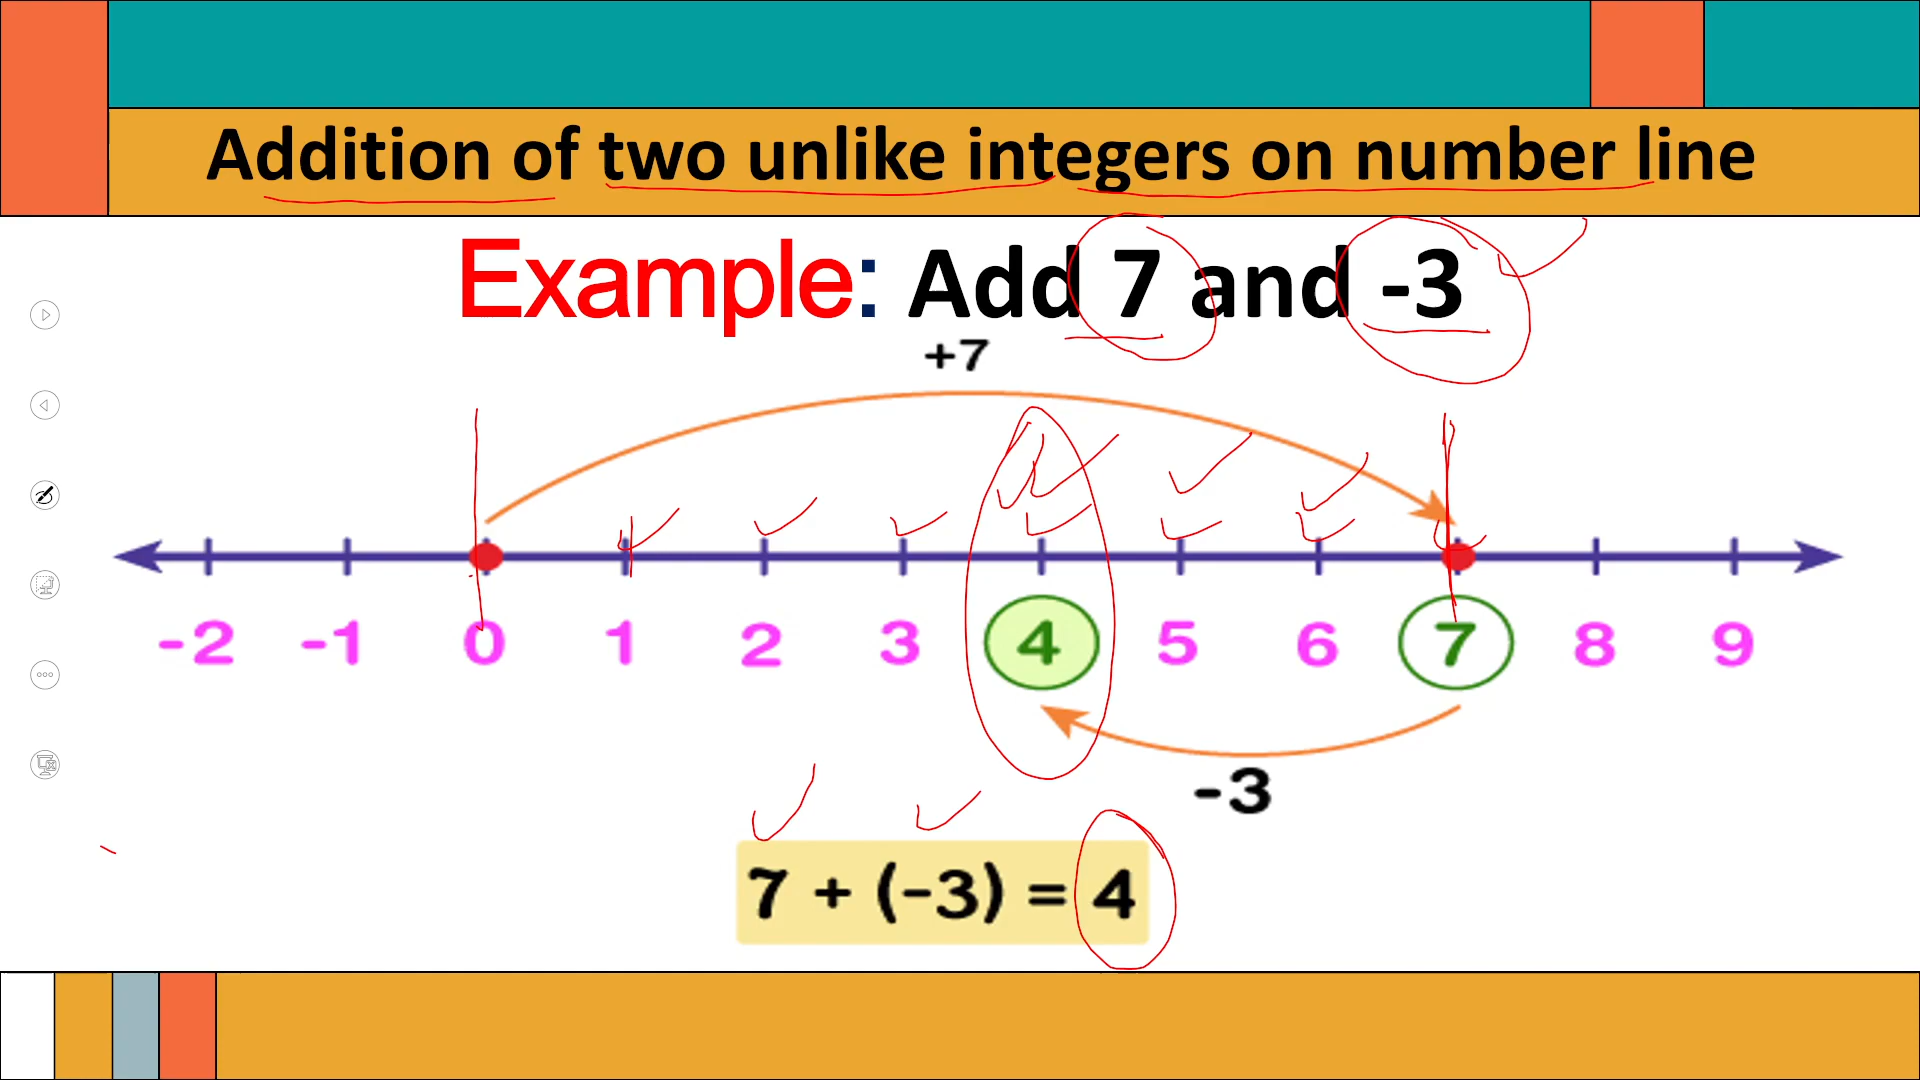 Addition of two unlike integers on number line
Example: Add 7 and -3
+7
-2 -1 0 1 2 3 4 5 6 7 8 9
-3
7 + (-3) = 4